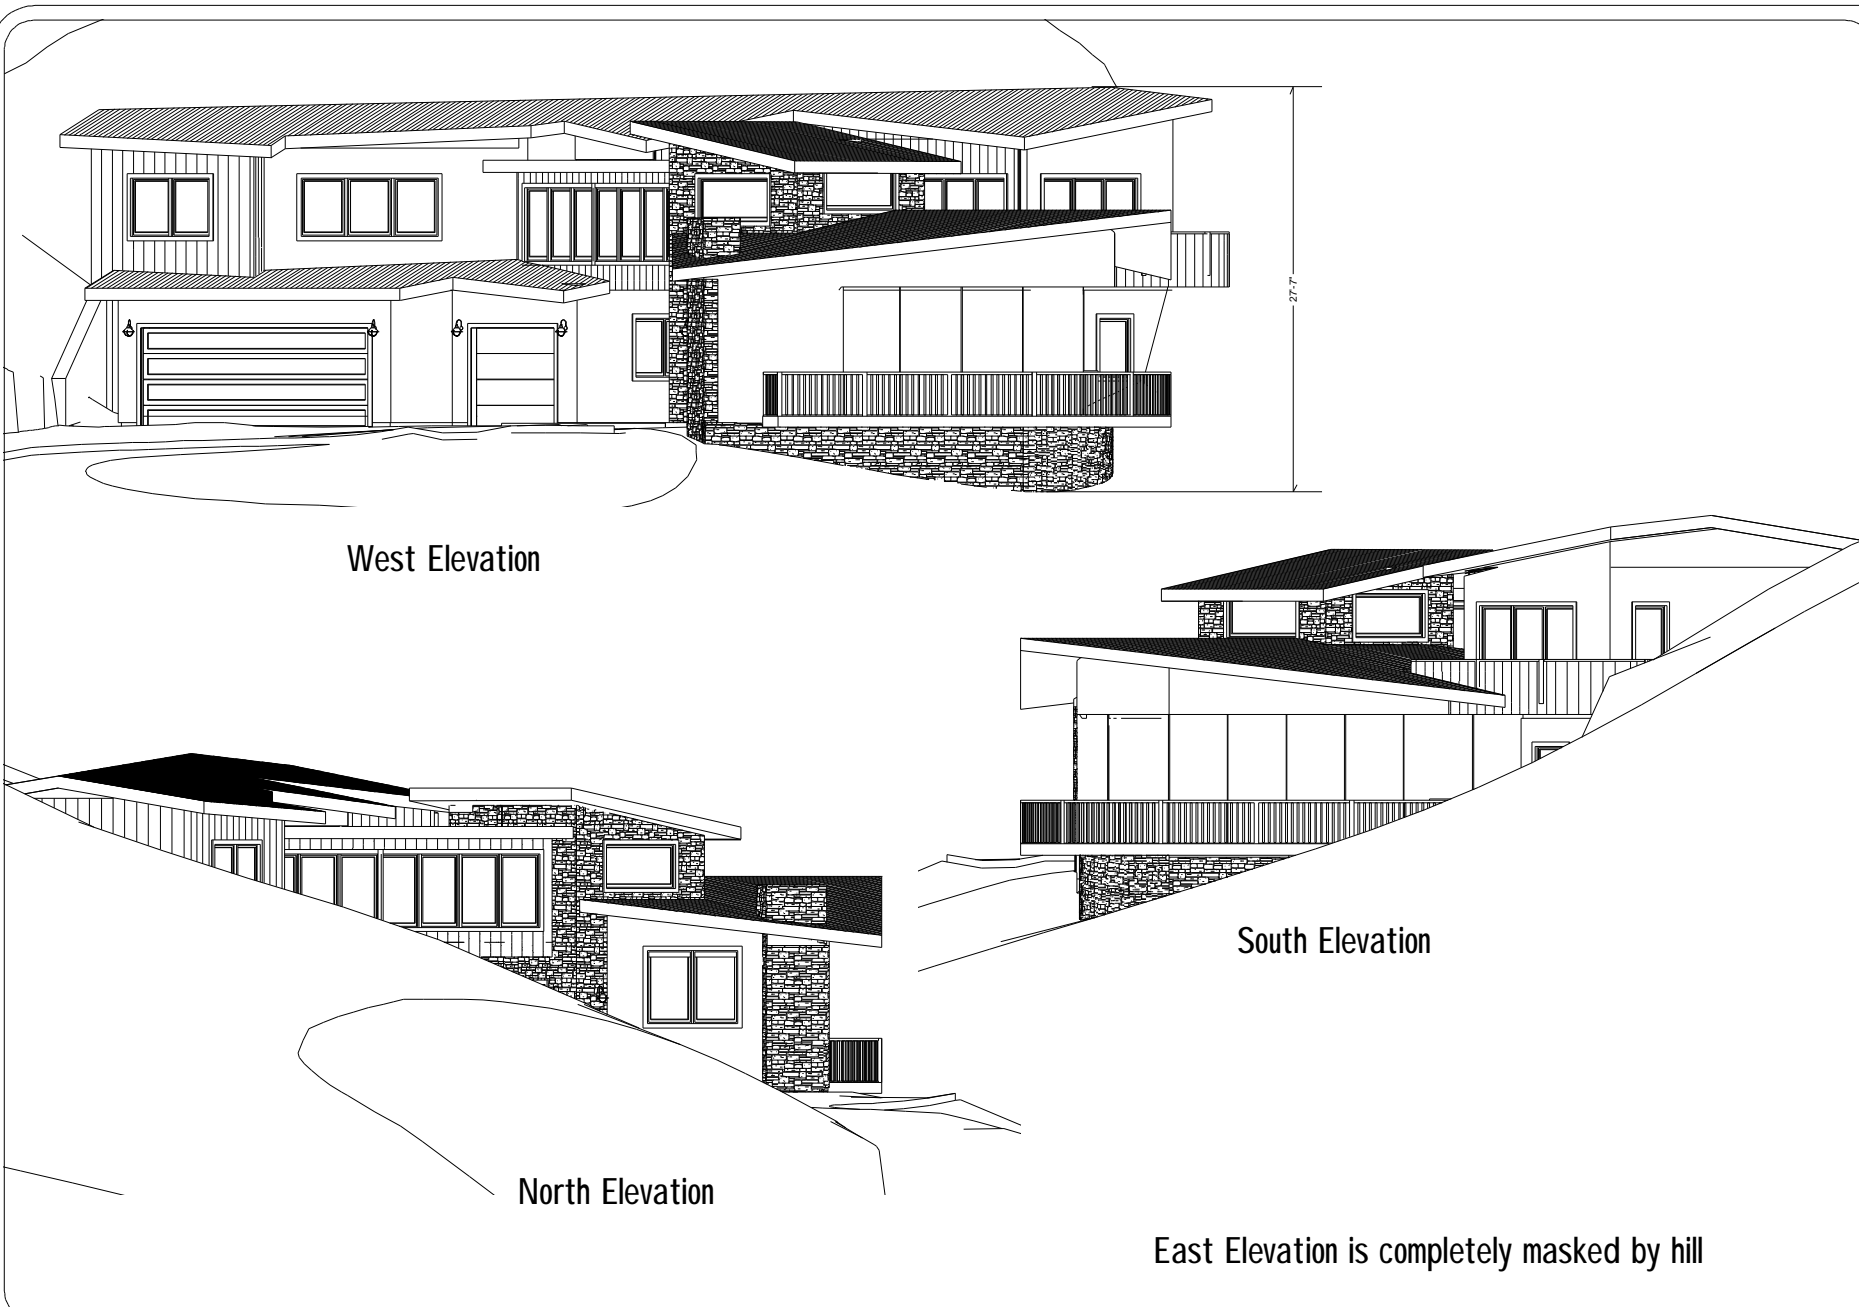 27'-7"
West Elevation
South Elevation
North Elevation
East Elevation is completely masked by hill